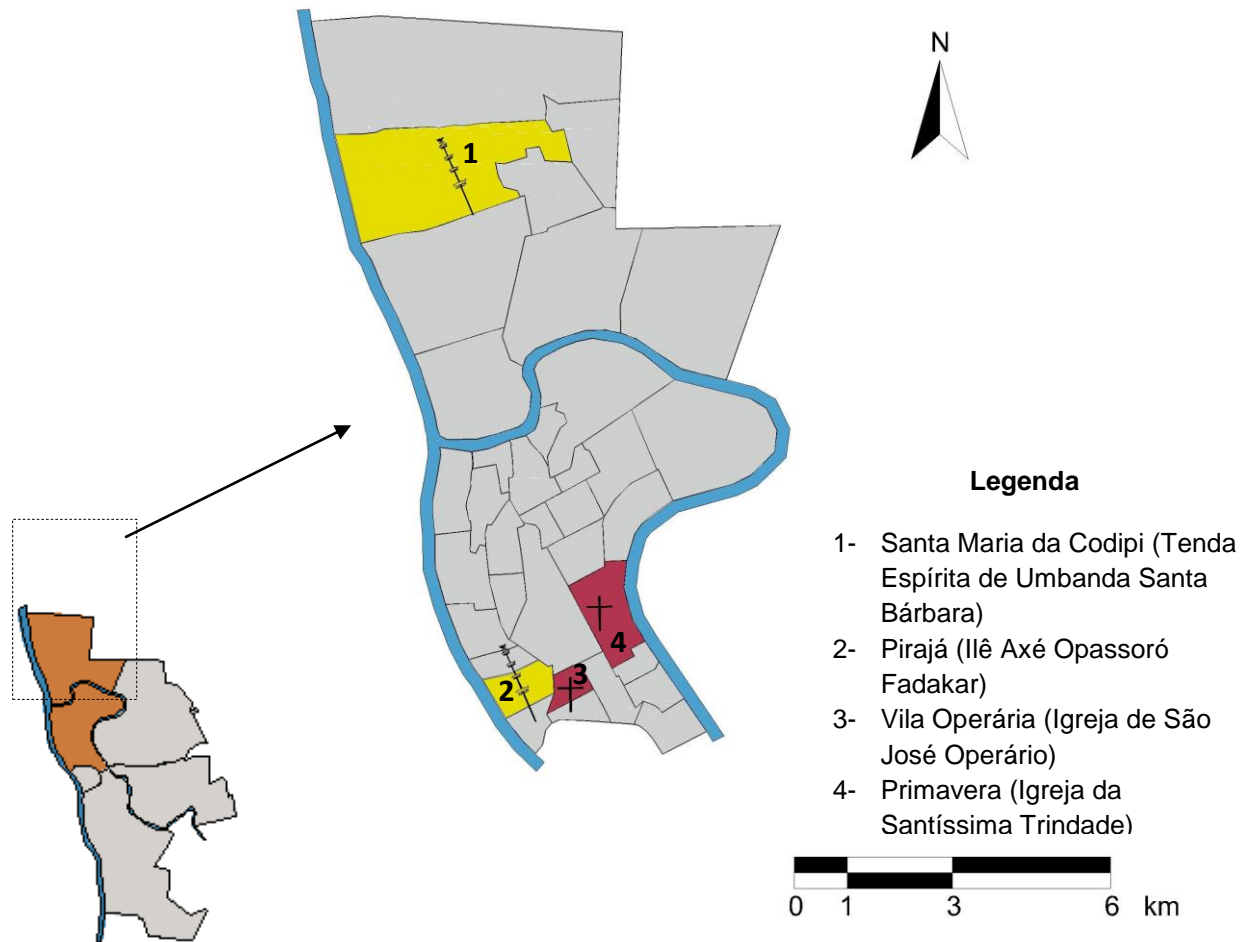 N
1
2
3
4
Legenda
1- Santa Maria da Codipi (Tenda
Espírita de Umbanda Santa
Bárbara)
2- Pirajá (Ilê Axé Opassoró
Fadakar)
3- Vila Operária (Igreja de São
José Operário)
4- Primavera (Igreja da
Santíssima Trindade)
0 1 3 6 km